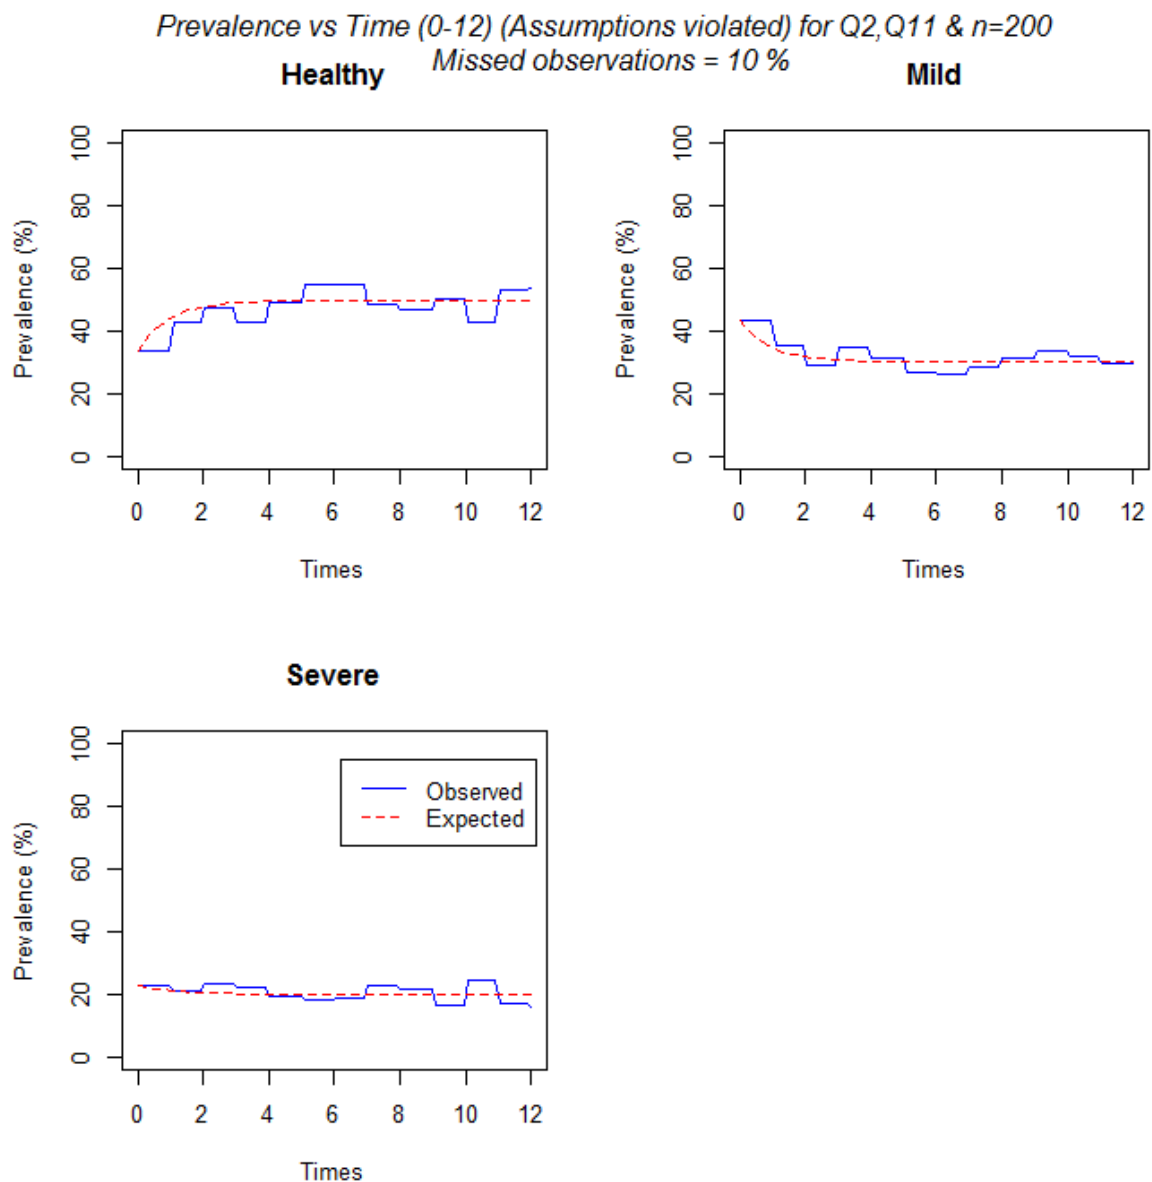 Prevalence vs Time (0-12) (Assumptions violated) for Q2,Q11 & n=200
Missed observations = 10 %
Healthy
Prevalence (%)
100
80
60
40
20
0
0 2 4 6 8 10 12
Times
Mild
Prevalence (%)
100
80
60
40
20
0
0 2 4 6 8 10 12
Times
Severe
Prevalence (%)
100
80
60
40
20
0
Observed
Expected
0 2 4 6 8 10 12
Times